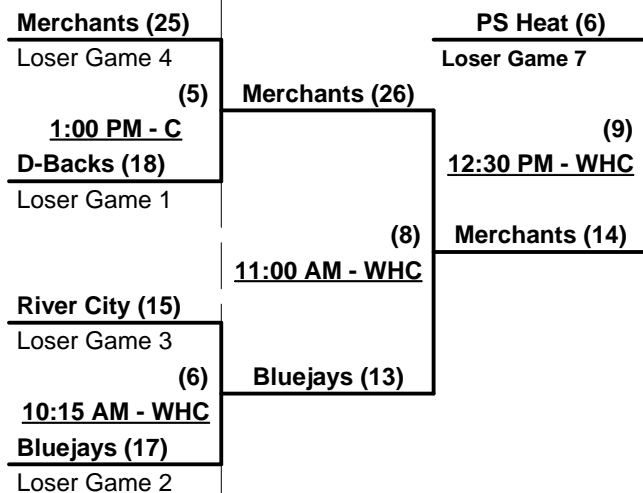 Merchants (25)
PS Heat (6)
Loser Game 4
Loser Game 7
(5)
Merchants (26)
1:00 PM - C
(9)
D-Backs (18)
12:30 PM - WHC
Loser Game 1
(8)
Merchants (14)
11:00 AM - WHC
River City (15)
Loser Game 3
(6)
Bluejays (13)
10:15 AM - WHC
Bluejays (17)
Loser Game 2